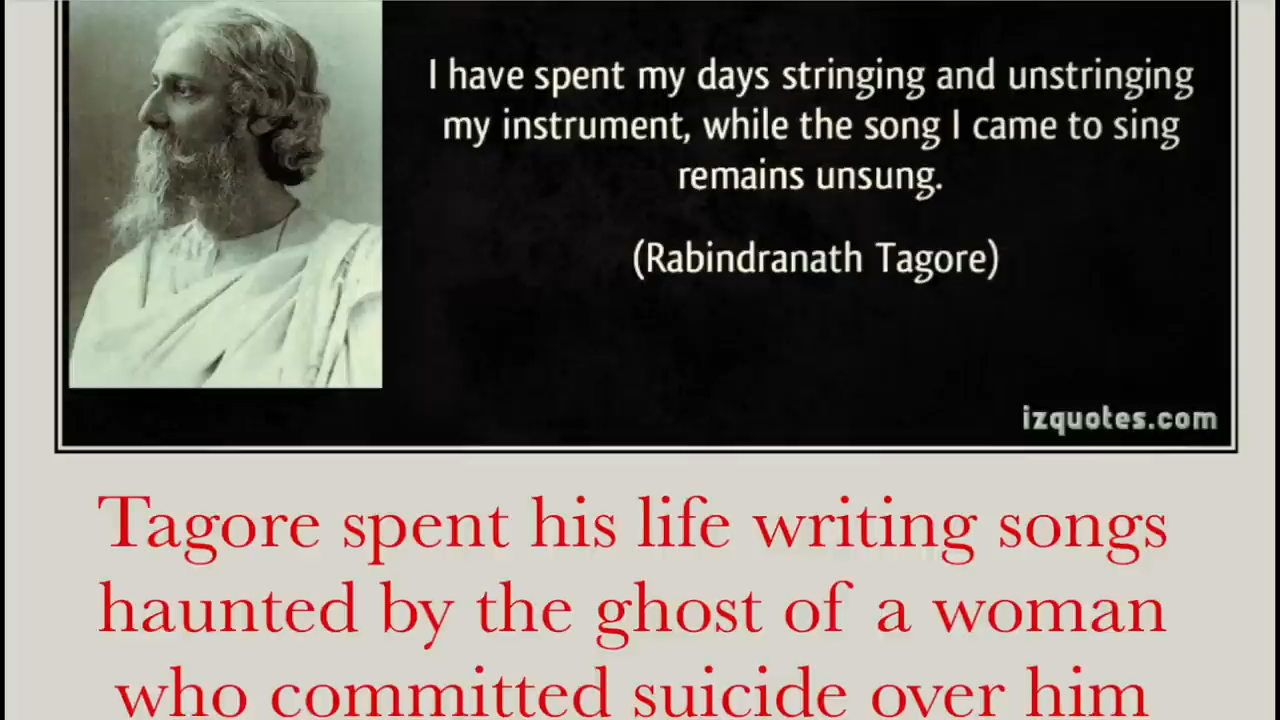 I have spent my days stringing and unstringing
my instrument, while the song I came to sing
remains unsung.
(Rabindranath Tagore)
izquotes.com
Tagore spent his life writing songs
haunted by the ghost of a woman
who committed suicide over him